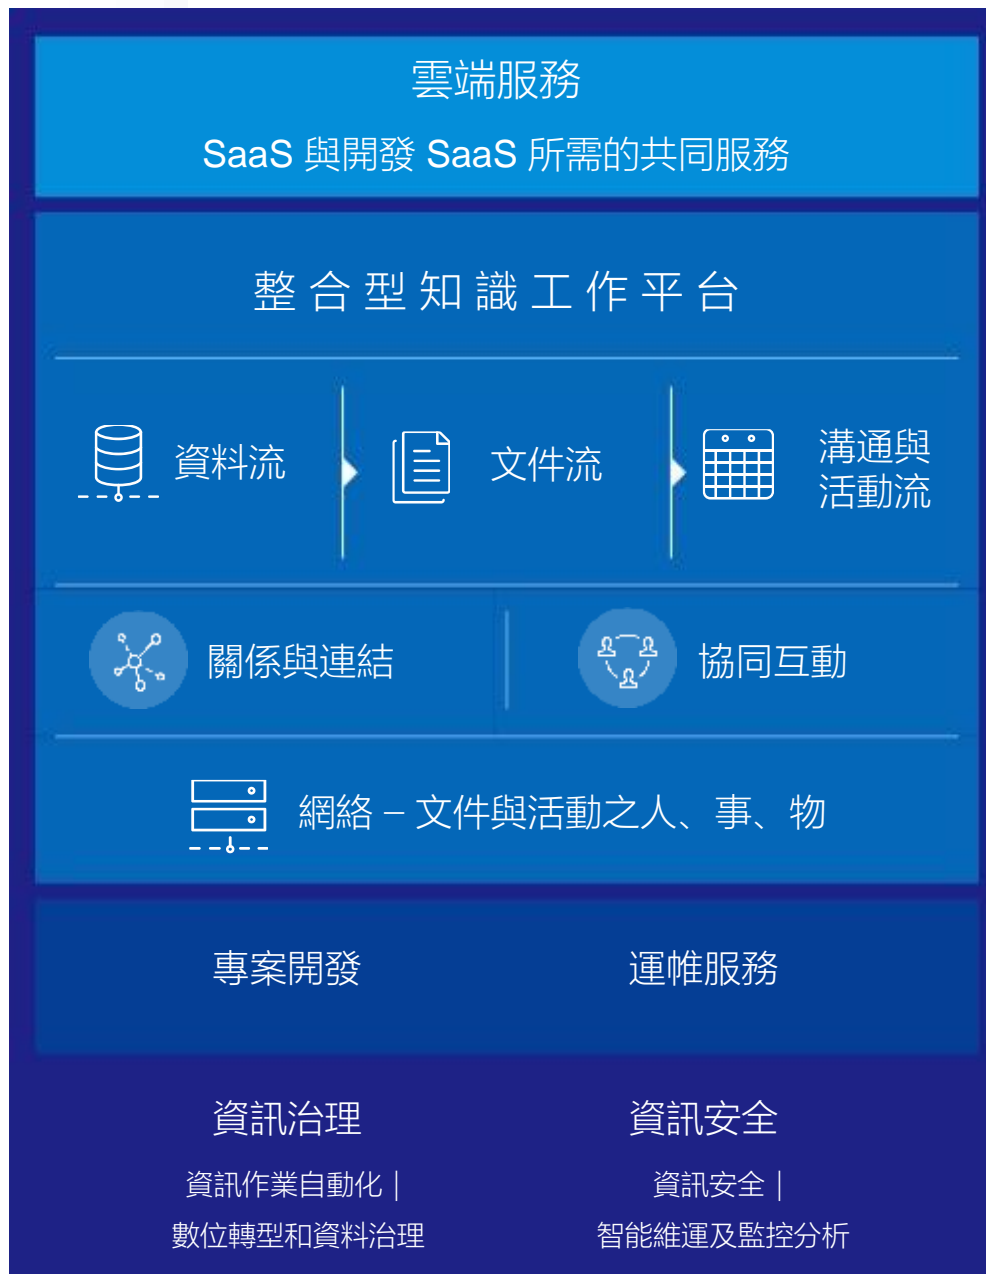 雲端服務
SaaS 與開發 SaaS 所需的共同服務
整合型知識工作平台
資料流
文件流
溝通與
活動流
關係與連結
協同互動
網絡 – 文件與活動之人、事、物
專案開發
運帷服務
資訊治理
資訊作業自動化 |
數位轉型和資料治理
資訊安全
資訊安全 |
智能維運及監控分析